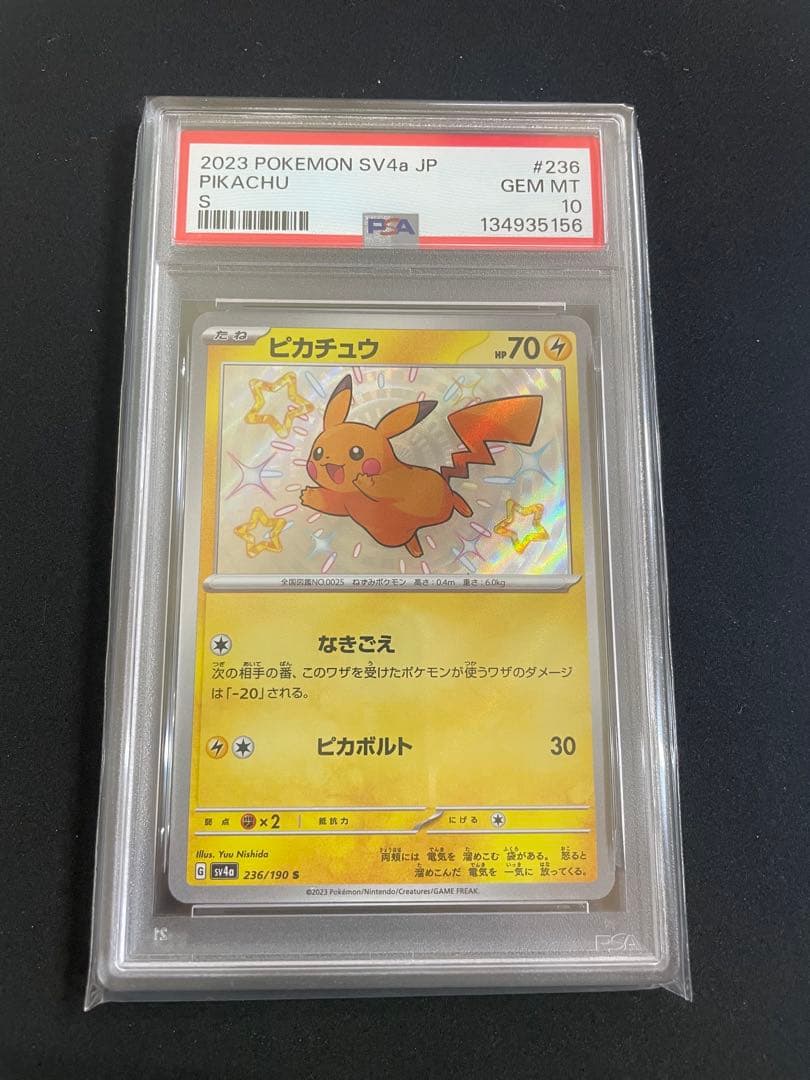 2023 POKEMON SV4a JP #236
PIKACHU GEM MT
S 10
PSA 134935156
たね ピカチュウ HP70
全国図鑑NO.0025 ねずみポケモン 高さ:0.4m 重さ:6.0kg
なきごえ
次の相手の番、このワザを受けたポケモンが使うワザのダメージ
は「-20」される。
ピカボルト 30
弱点 ×2 抵抗力 にげる
Illus. Yuu Nishida
両頬には 電気を 溜めこむ 袋がある。 怒ると
溜めこんだ 電気を 一気に 放ってくる。
G SV4a 236/190 S
©2023 Pokémon/Nintendo/Creatures/GAME FREAK.
PSA